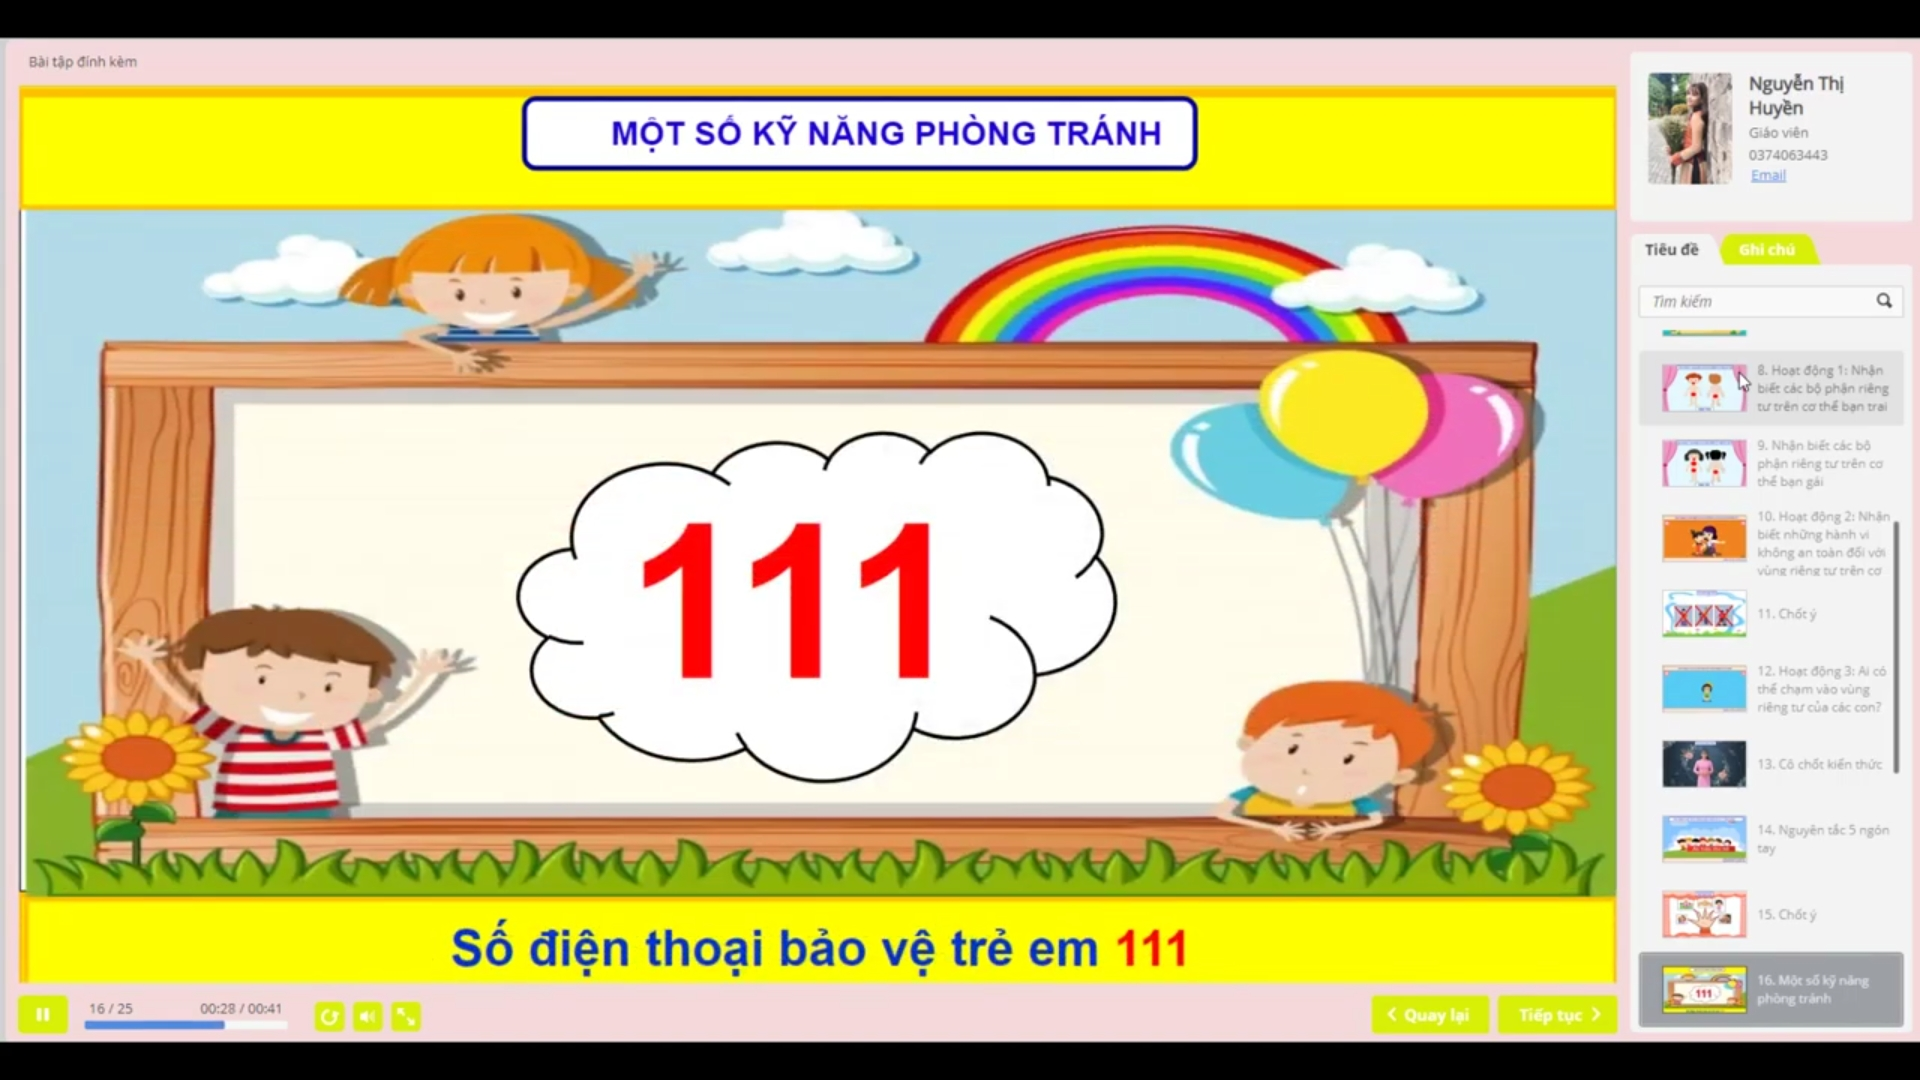 Bài tập đính kèm
MỘT SỐ KỸ NĂNG PHÒNG TRÁNH
111
Số điện thoại bảo vệ trẻ em 111
16 / 25
00:28 / 00:41
Quay lại
Tiếp tục
Nguyễn Thị
Huyền
Giáo viên
0374063443
Email
Tiêu đề
Ghi chú
Tìm kiếm
8. Hoạt động 1: Nhận
biết các bộ phận riêng
tư trên cơ thể bạn trai
9. Nhận biết các bộ
phận riêng tư trên cơ
thể bạn gái
10. Hoạt động 2: Nhận
biết những hành vi
không an toàn đối với
vùng riêng tư trên cơ
11. Chốt ý
12. Hoạt động 3: Ai có
thể chạm vào vùng
riêng tư của các con?
13. Cô chốt kiến thức
14. Nguyên tắc 5 ngón
tay
15. Chốt ý
111
16. Một số kỹ năng
phòng tránh